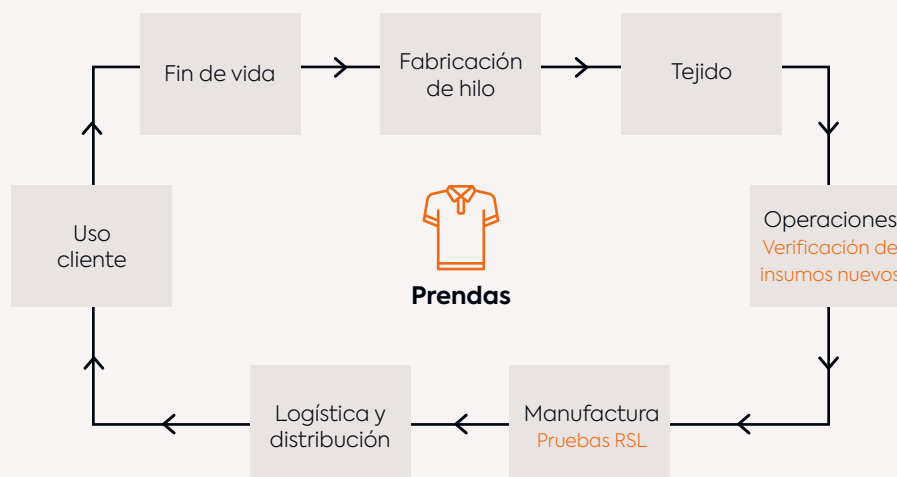 Fin de vida
Fabricación
de hilo
Tejido
Uso
cliente
Prendas
Operaciones
Verificación de
insumos nuevos
Logística y
distribución
Manufactura
Pruebas RSL